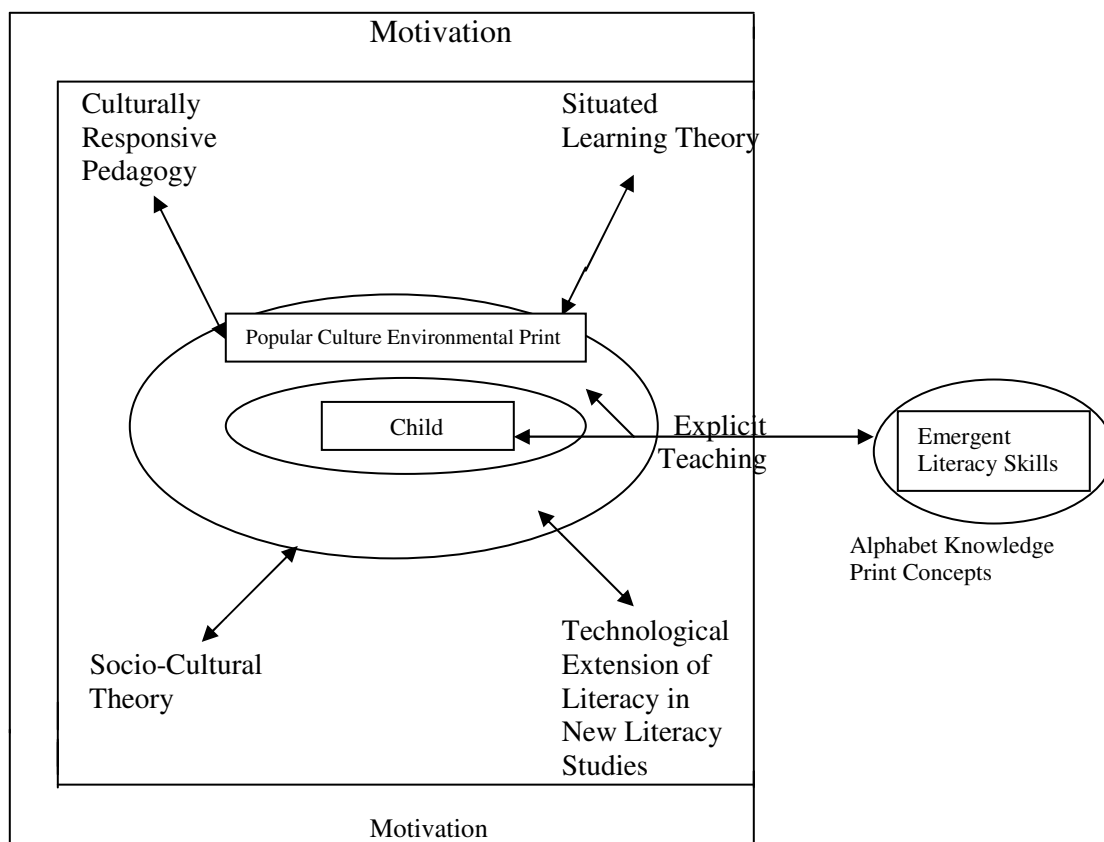 Motivation
Culturally
Responsive
Pedagogy
Situated
Learning Theory
Popular Culture Environmental Print
Child
Explicit
Teaching
Emergent
Literacy Skills
Alphabet Knowledge
Print Concepts
Socio-Cultural
Theory
Technological
Extension of
Literacy in
New Literacy
Studies
Motivation